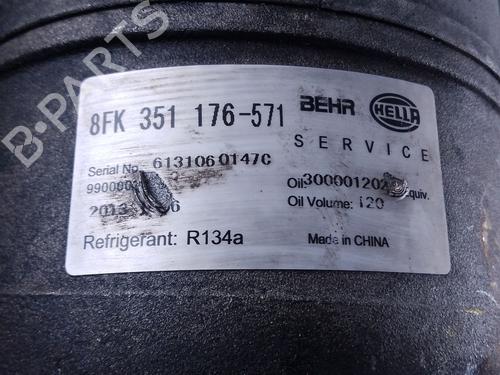 B-PARTS
8FK 351 176-571
BEHR HELLA
SERVICE
Serial No. 6131060147C
Oil: 300001202 equiv.
Oil Volume: 120
Refrigerant: R134a
Made in CHINA